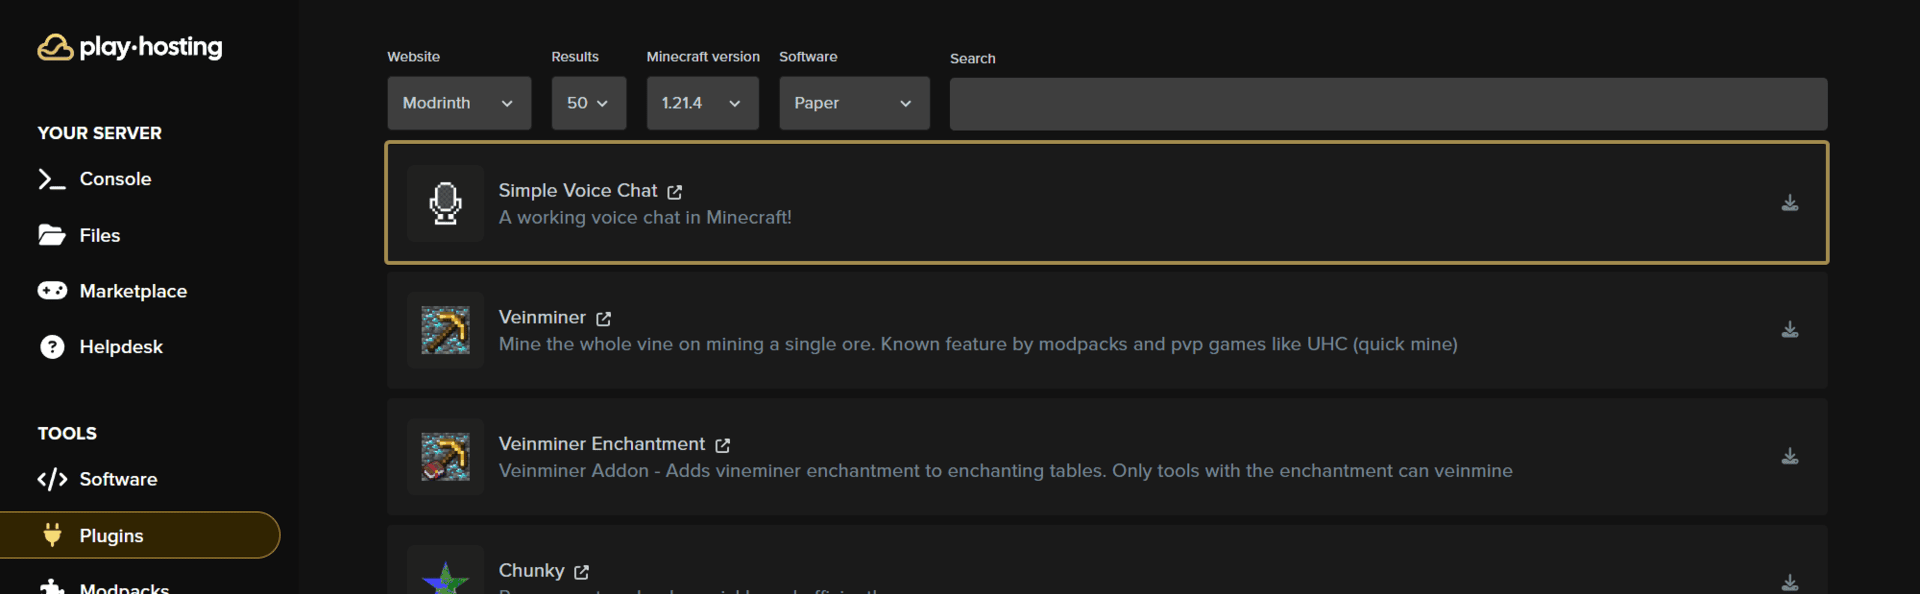 play·hosting
YOUR SERVER
Console
Files
Marketplace
Helpdesk
TOOLS
Software
Plugins
Modpacks
Website
Results
Minecraft version
Software
Search
Modrinth
50
1.21.4
Paper
Simple Voice Chat
A working voice chat in Minecraft!
Veinminer
Mine the whole vine on mining a single ore. Known feature by modpacks and pvp games like UHC (quick mine)
Veinminer Enchantment
Veinminer Addon - Adds vineminer enchantment to enchanting tables. Only tools with the enchantment can veinmine
Chunky